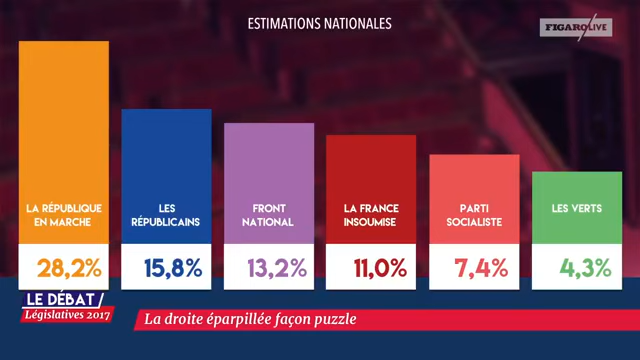 ESTIMATIONS NATIONALES
FIGARO LIVE
LA RÉPUBLIQUE
EN MARCHE
28,2%
LES
RÉPUBLICAINS
15,8%
FRONT
NATIONAL
13,2%
LA FRANCE
INSOUMISE
11,0%
PARTI
SOCIALISTE
7,4%
LES VERTS
4,3%
LE DÉBAT/
Législatives 2017
La droite éparpillée façon puzzle